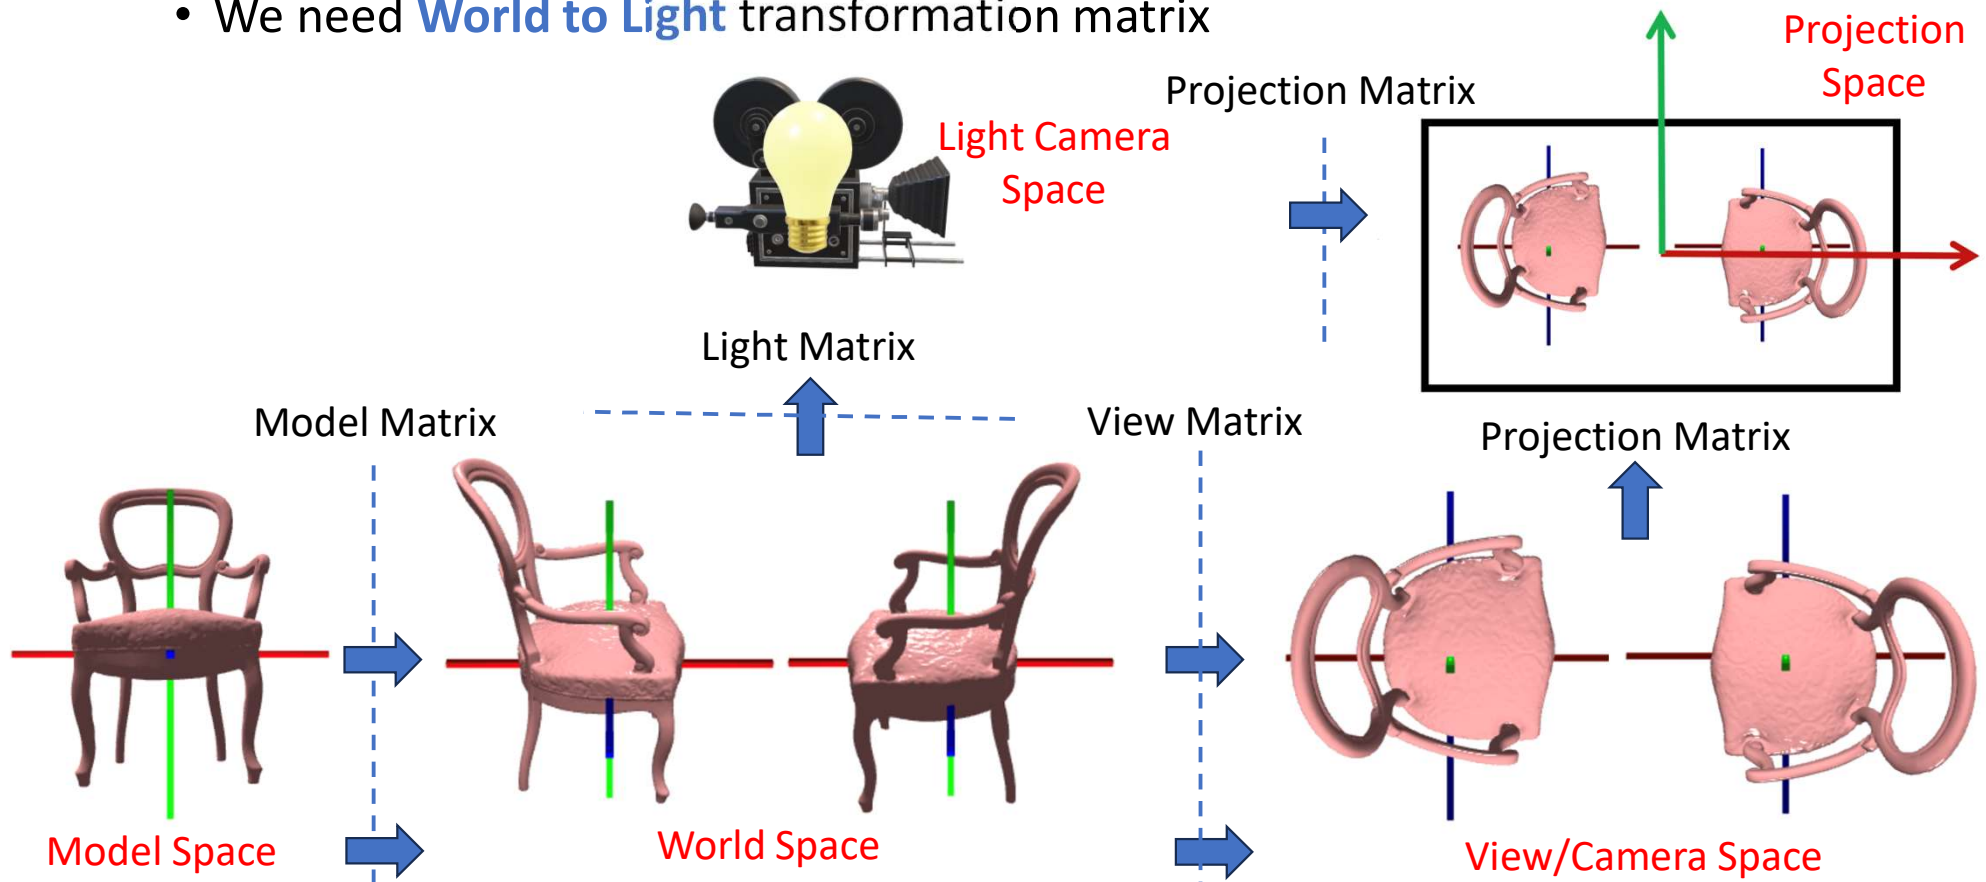 • We need World to Light transformation matrix
Projection
Space
Projection Matrix
Light Camera
Space
Light Matrix
Model Matrix
View Matrix
Projection Matrix
Model Space
World Space
View/Camera Space